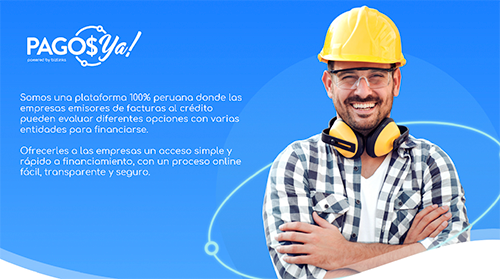 PAGO$Ya!
powered by bizlinks
Somos una plataforma 100% peruana donde las
empresas emisores de facturas al crédito
pueden evaluar diferentes opciones con varias
entidades para financiarse.
Ofrecerles a las empresas un acceso simple y
rápido a financiamiento, con un proceso online
fácil, transparente y seguro.